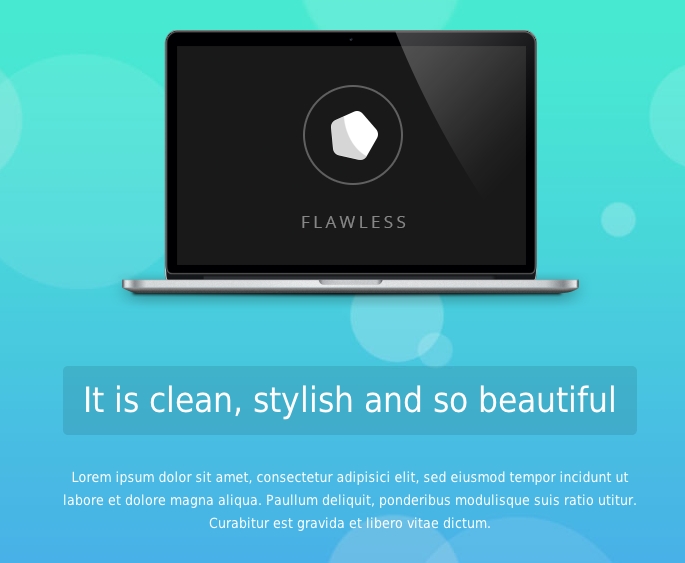 FLAWLESS
It is clean, stylish and so beautiful
Lorem ipsum dolor sit amet, consectetur adipisici elit, sed eiusmod tempor incidunt ut
labore et dolore magna aliqua. Paullum deliquit, ponderibus modulisque suis ratio utitur.
Curabitur est gravida et libero vitae dictum.